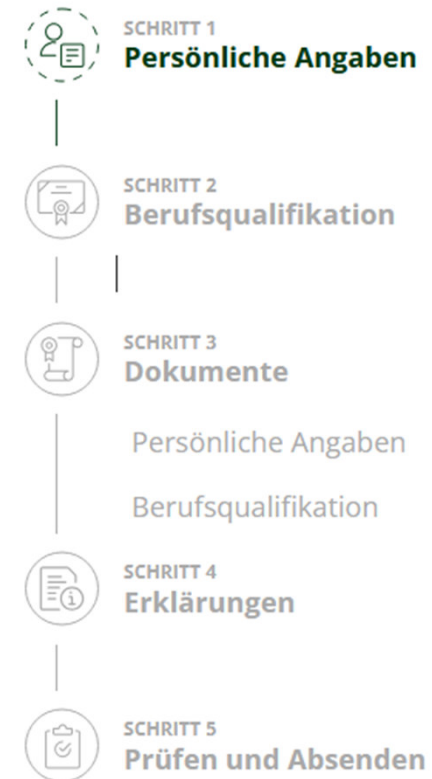 SCHRITT 1
Persönliche Angaben
SCHRITT 2
Berufsqualifikation
SCHRITT 3
Dokumente
Persönliche Angaben
Berufsqualifikation
SCHRITT 4
Erklärungen
SCHRITT 5
Prüfen und Absenden